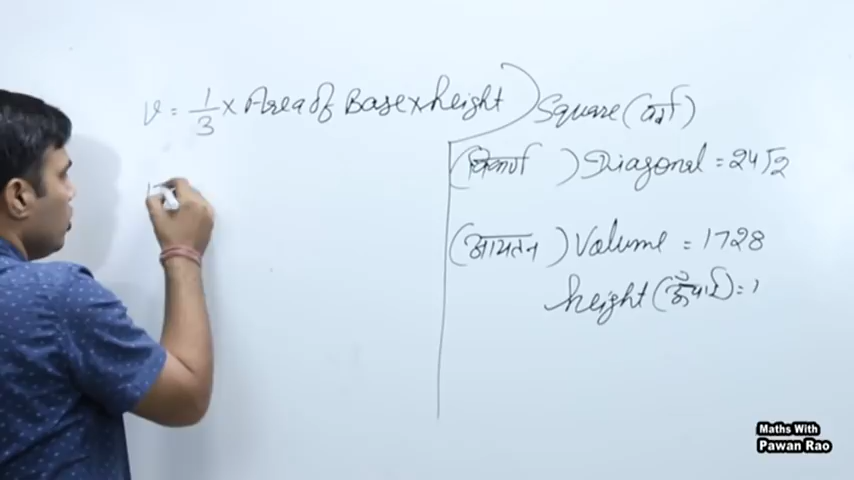 V = 1/3 × Area of Base × height
Square (वर्ग)
(विकर्ण ) Diagonal = 24√2
(आयतन ) Volume = 1728
height (ऊँचाई) = ?
Maths With
Pawan Rao